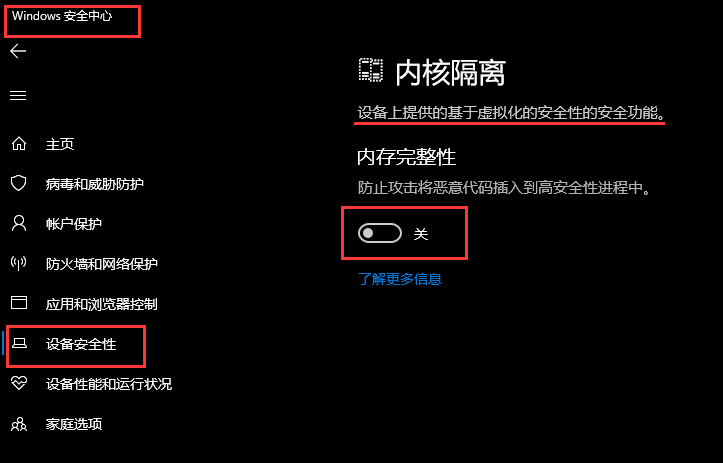 Windows 安全中心
主页
病毒和威胁防护
帐户保护
防火墙和网络保护
应用和浏览器控制
设备安全性
设备性能和运行状况
家庭选项
内核隔离
设备上提供的基于虚拟化的安全性的安全功能。
内存完整性
防止攻击将恶意代码插入到高安全性进程中。
关
了解更多信息